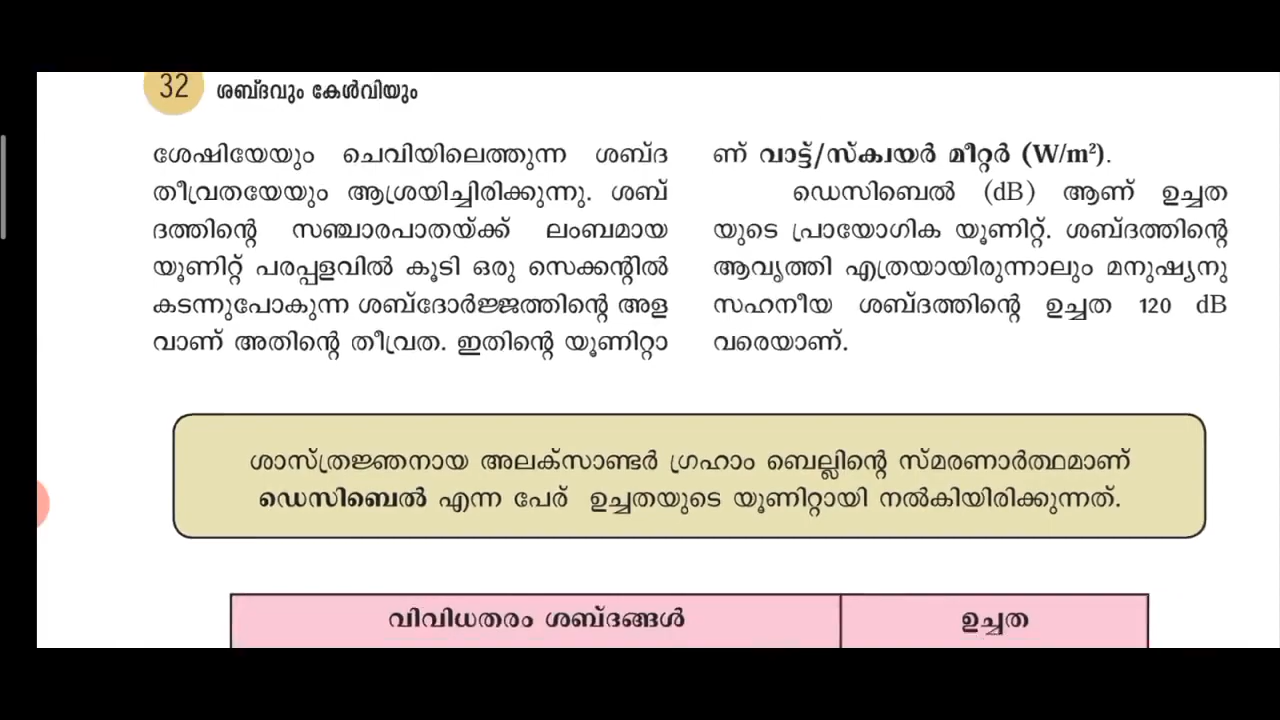 32 ശബ്ദവും കേൾവിയും
ശേഷിയേയും ചെവിയിലെത്തുന്ന ശബ്ദ
തീവ്രതയേയും ആശ്രയിച്ചിരിക്കുന്നു. ശബ്
ദത്തിന്റെ സഞ്ചാരപാതയ്ക്ക് ലംബമായ
യൂണിറ്റ് പരപ്പളവിൽ കൂടി ഒരു സെക്കന്റിൽ
കടന്നുപോകുന്ന ശബ്ദോർജ്ജത്തിന്റെ അള
വാണ് അതിന്റെ തീവ്രത. ഇതിന്റെ യൂണിറ്റാ
ണ് വാട്ട്/സ്ക്വയർ മീറ്റർ (W/m²).
ഡെസിബെൽ (dB) ആണ് ഉച്ചത
യുടെ പ്രായോഗിക യൂണിറ്റ്. ശബ്ദത്തിന്റെ
ആവൃത്തി എത്രയായിരുന്നാലും മനുഷ്യനു
സഹനീയ ശബ്ദത്തിന്റെ ഉച്ചത 120 dB
വരെയാണ്.
ശാസ്ത്രജ്ഞനായ അലക്സാണ്ടർ ഗ്രഹാം ബെല്ലിന്റെ സ്മരണാർത്ഥമാണ്
ഡെസിബെൽ എന്ന പേര് ഉച്ചതയുടെ യൂണിറ്റായി നൽകിയിരിക്കുന്നത്.
വിവിധതരം ശബ്ദങ്ങൾ ഉച്ചത